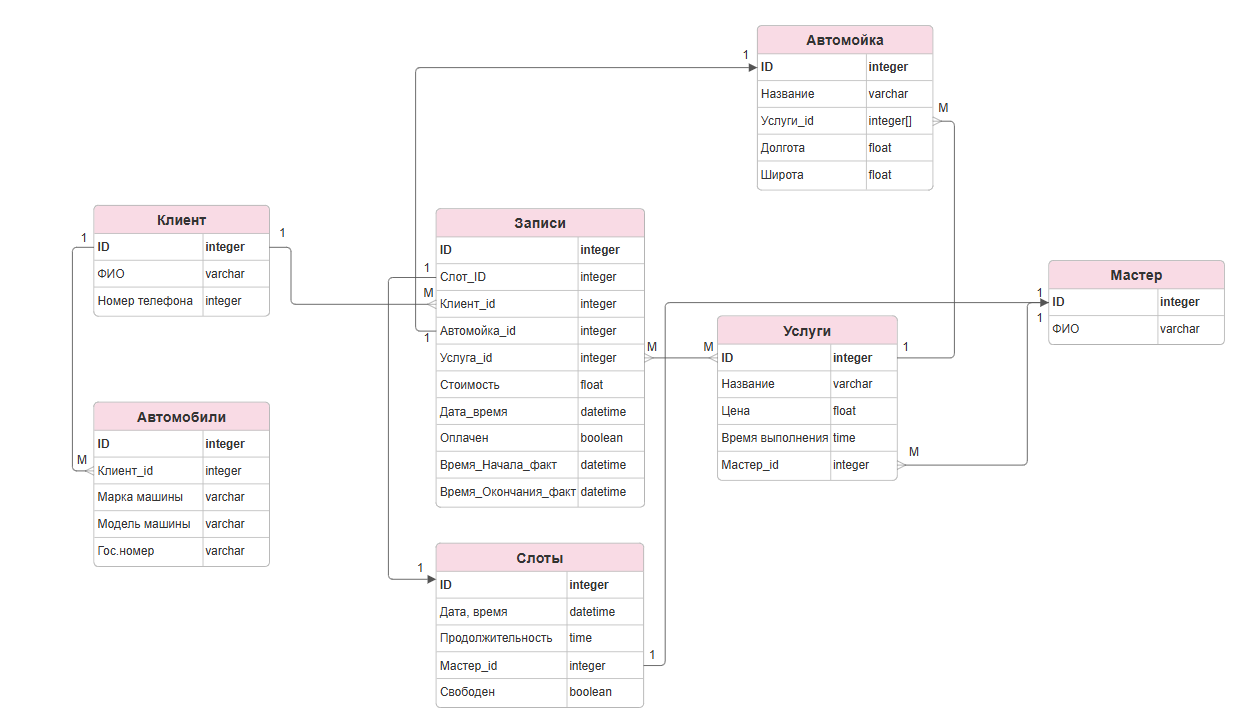 Автомойка
ID integer
Название varchar
Услуги_id integer[]
Долгота float
Широта float
1
M
Клиент
ID integer
ФИО varchar
Номер телефона integer
1
1
Записи
ID integer
Слот_ID integer
Клиент_id integer
Автомойка_id integer
Услуга_id integer
Стоимость float
Дата_время datetime
Оплачен boolean
Время_Начала_факт datetime
Время_Окончания_факт datetime
1
M
1
M
Мастер
ID integer
ФИО varchar
1
1
Услуги
ID integer
Название varchar
Цена float
Время выполнения time
Мастер_id integer
M
1
M
Автомобили
ID integer
Клиент_id integer
Марка машины varchar
Модель машины varchar
Гос.номер varchar
M
Слоты
ID integer
Дата, время datetime
Продолжительность time
Мастер_id integer
Свободен boolean
1
1